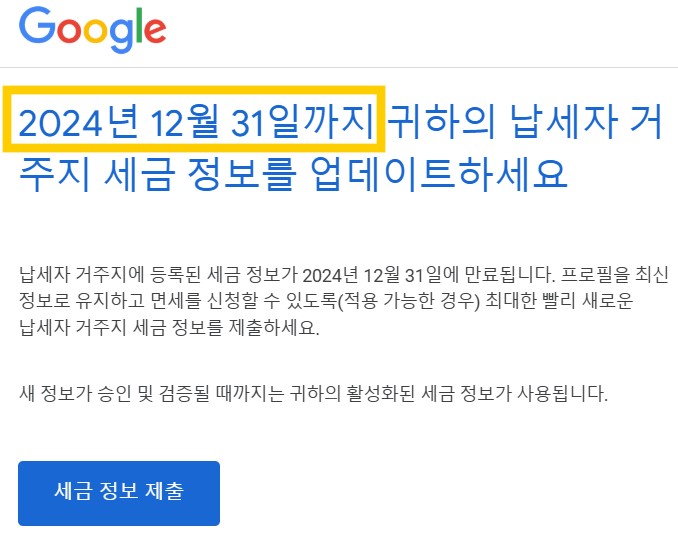 Google
2024년 12월 31일까지 귀하의 납세자 거
주지 세금 정보를 업데이트하세요
납세자 거주지에 등록된 세금 정보가 2024년 12월 31일에 만료됩니다. 프로필을 최신
정보로 유지하고 면세를 신청할 수 있도록(적용 가능한 경우) 최대한 빨리 새로운
납세자 거주지 세금 정보를 제출하세요.
새 정보가 승인 및 검증될 때까지는 귀하의 활성화된 세금 정보가 사용됩니다.
세금 정보 제출